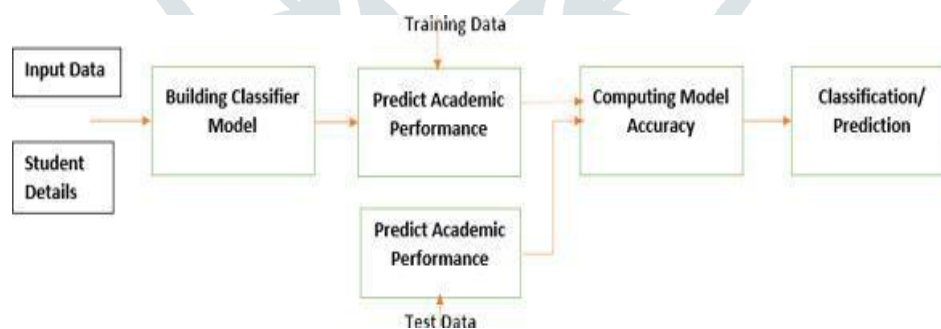 Training Data
Input Data
Building Classifier
Model
Predict Academic
Performance
Computing Model
Accuracy
Classification/
Prediction
Student
Details
Predict Academic
Performance
Test Data